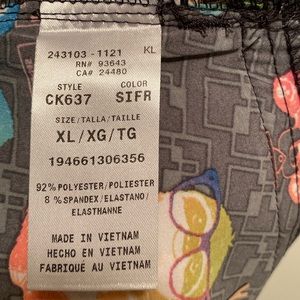 243103 - 1121 KL
RN# 93643
CA# 24480
STYLE COLOR
CK637 SIFR
SIZE/TALLA/TAILLE
XL/XG/TG
194661306356
92% POLYESTER/POLIESTER
8 % SPANDEX/ELASTANO/
ELASTHANNE
MADE IN VIETNAM
HECHO EN VIETNAM
FABRIQUÉ AU VIETNAM